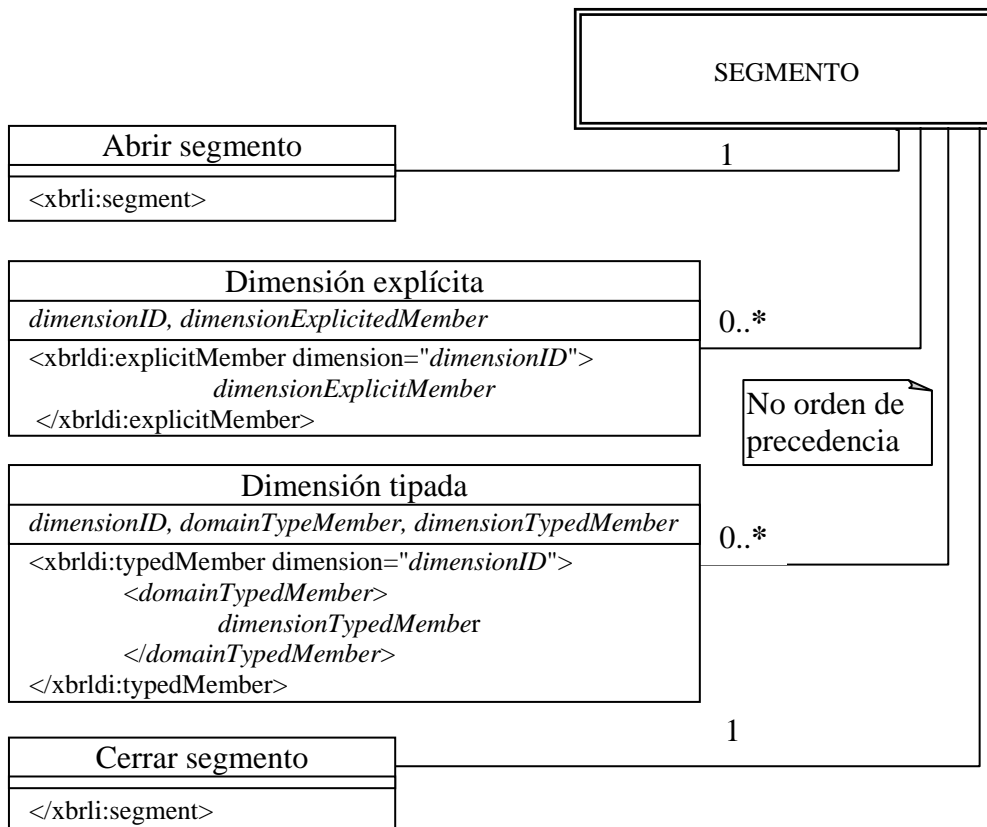 SEGMENTO
Abrir segmento
1
<xbrli:segment>
Dimensión explícita
dimensionID, dimensionExplicitedMember
0..*
<xbrldi:explicitMember dimension="dimensionID">
dimensionExplicitMember
</xbrldi:explicitMember>
No orden de
precedencia
Dimensión tipada
dimensionID, domainTypeMember, dimensionTypedMember
0..*
<xbrldi:typedMember dimension="dimensionID">
<domainTypedMember>
dimensionTypedMember
</domainTypedMember>
</xbrldi:typedMember>
1
Cerrar segmento
</xbrli:segment>